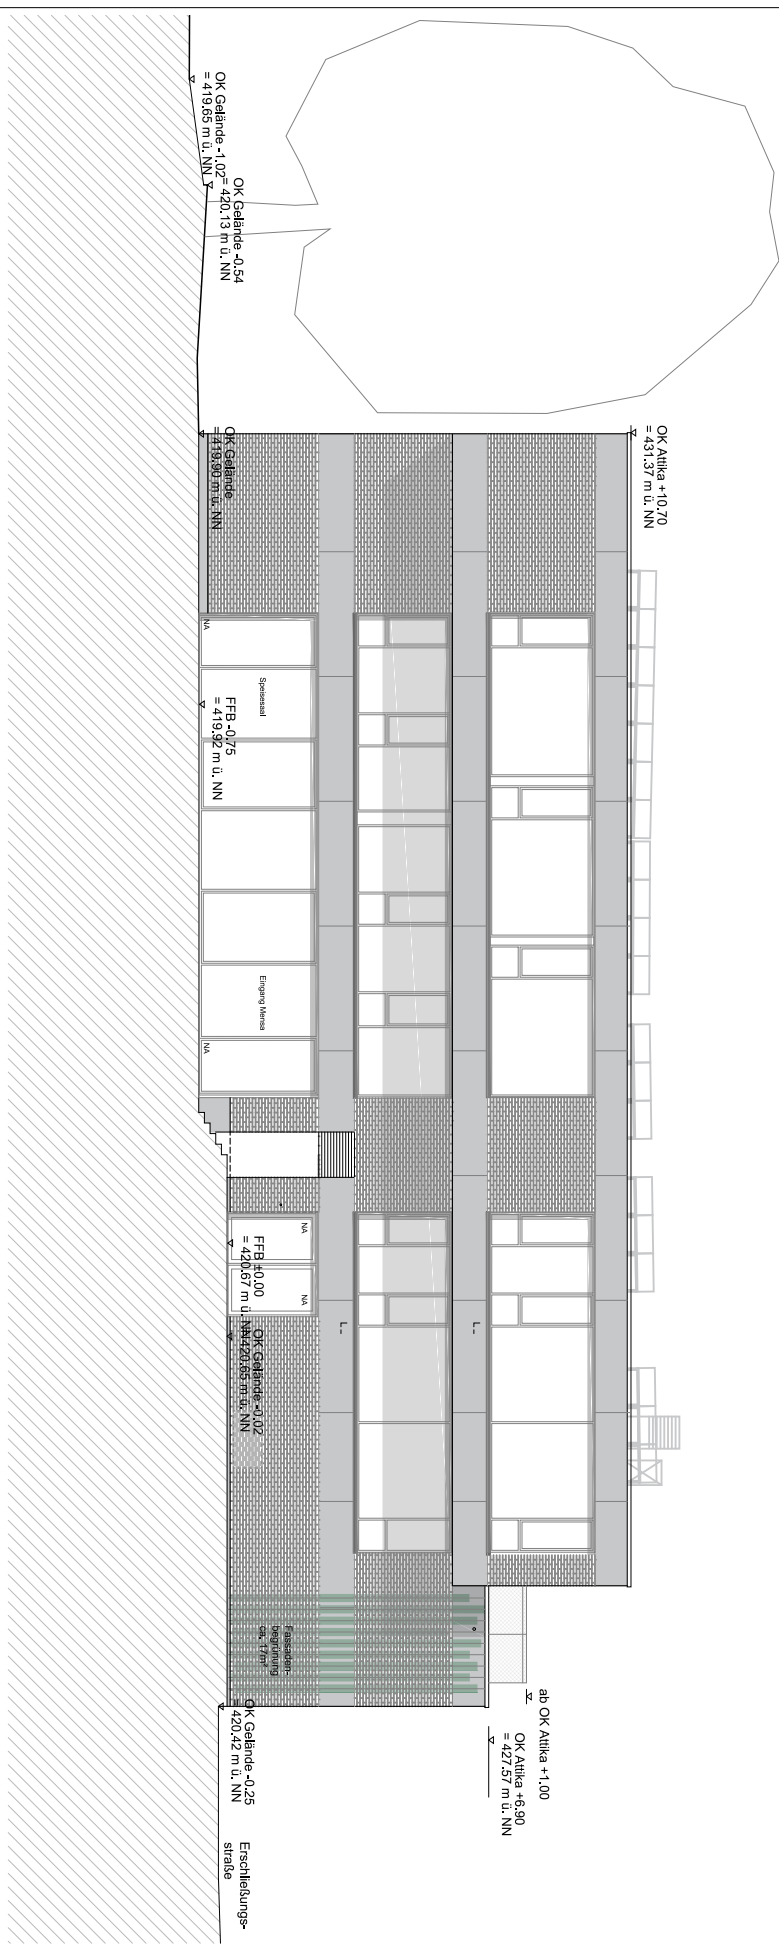 OK Gelände -1.02
= 419.65 m ü. NN
OK Gelände -0.54
= 420.13 m ü. NN
OK Gelände
= 419.90 m ü. NN
OK Attika +10.70
= 431.37 m ü. NN
NA
Speisesaal
FFB -0.75
= 419.92 m ü. NN
Eingang Mensa
NA
NA
NA
FFB ±0.00
= 420.67 m ü. NN
OK Gelände -0.02
420.65 m ü. NN
Fassaden-
begrünung
ca. 17m²
OK Gelände -0.25
= 420.42 m ü. NN
ab OK Attika +1.00
OK Attika +6.90
= 427.57 m ü. NN
Erschließungs-
straße